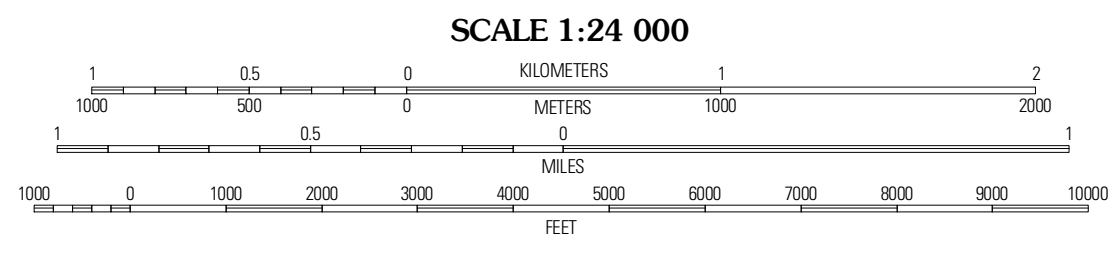 SCALE 1:24 000
1 0.5 0 KILOMETERS 1 2
1000 500 0 METERS 1000 2000
1 0.5 0 1
MILES
1000 0 1000 2000 3000 4000 5000 6000 7000 8000 9000 10000
FEET